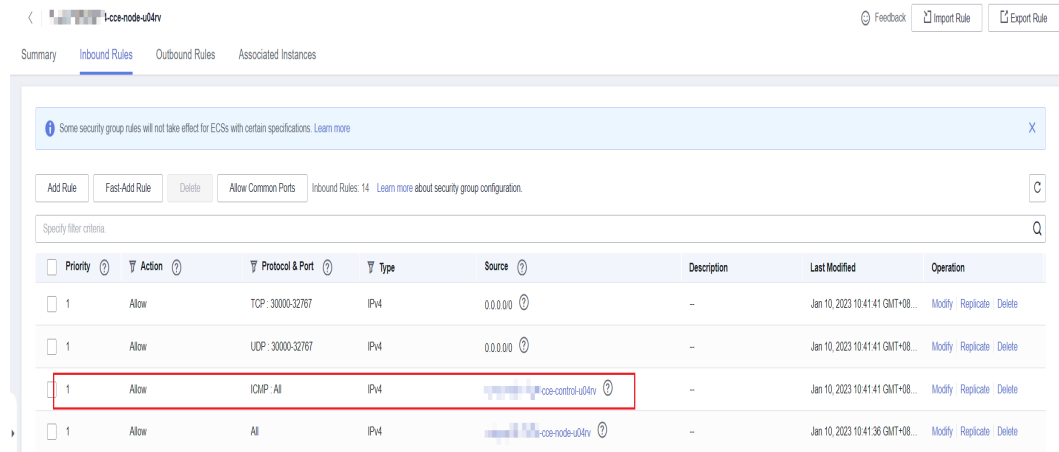 -cce-node-u04rv Feedback Import Rule Export Rule
Summary Inbound Rules Outbound Rules Associated Instances
Some security group rules will not take effect for ECSs with certain specifications. Learn more
Add Rule Fast-Add Rule Delete Allow Common Ports Inbound Rules: 14 Learn more about security group configuration.
Specify filter criteria.
Priority Action Protocol & Port Type Source Description Last Modified Operation
1 Allow TCP : 30000-32767 IPv4 0.0.0.0/0 -- Jan 10, 2023 10:41:41 GMT+08... Modify Replicate Delete
1 Allow UDP : 30000-32767 IPv4 0.0.0.0/0 -- Jan 10, 2023 10:41:41 GMT+08... Modify Replicate Delete
1 Allow ICMP : All IPv4 -cce-control-u04rv -- Jan 10, 2023 10:41:41 GMT+08... Modify Replicate Delete
1 Allow All IPv4 -cce-node-u04rv -- Jan 10, 2023 10:41:36 GMT+08... Modify Replicate Delete